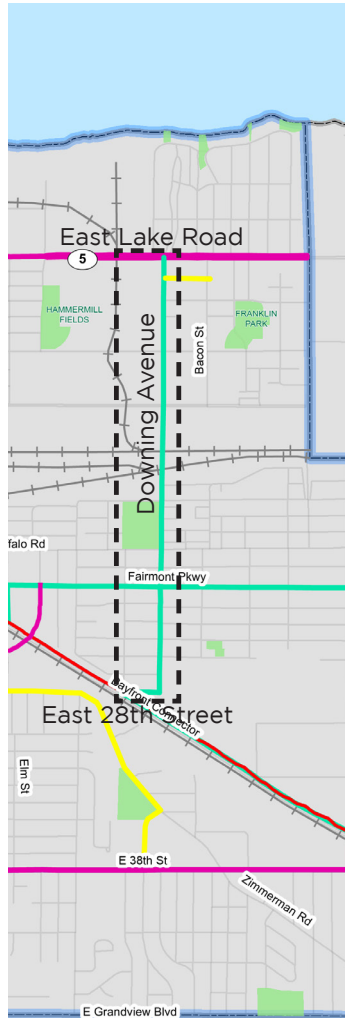 East Lake Road
5
HAMMERMILL
FIELDS
FRANKLIN
PARK
Bacon St
Downing Avenue
falo Rd
Fairmont Pkwy
Bayfront Connector
East 28th Street
Elm St
E 38th St
Zimmerman Rd
E Grandview Blvd